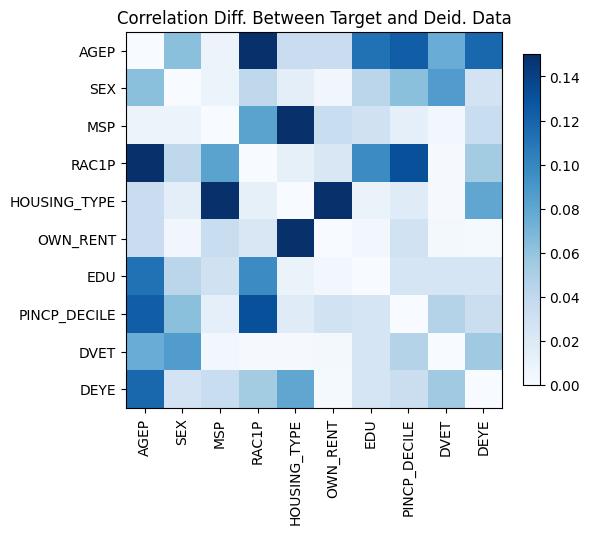 Correlation Diff. Between Target and Deid. Data
AGEP
SEX
MSP
RAC1P
HOUSING_TYPE
OWN_RENT
EDU
PINCP_DECILE
DVET
DEYE
AGEP
SEX
MSP
RAC1P
HOUSING_TYPE
OWN_RENT
EDU
PINCP_DECILE
DVET
DEYE
0.14
0.12
0.10
0.08
0.06
0.04
0.02
0.00